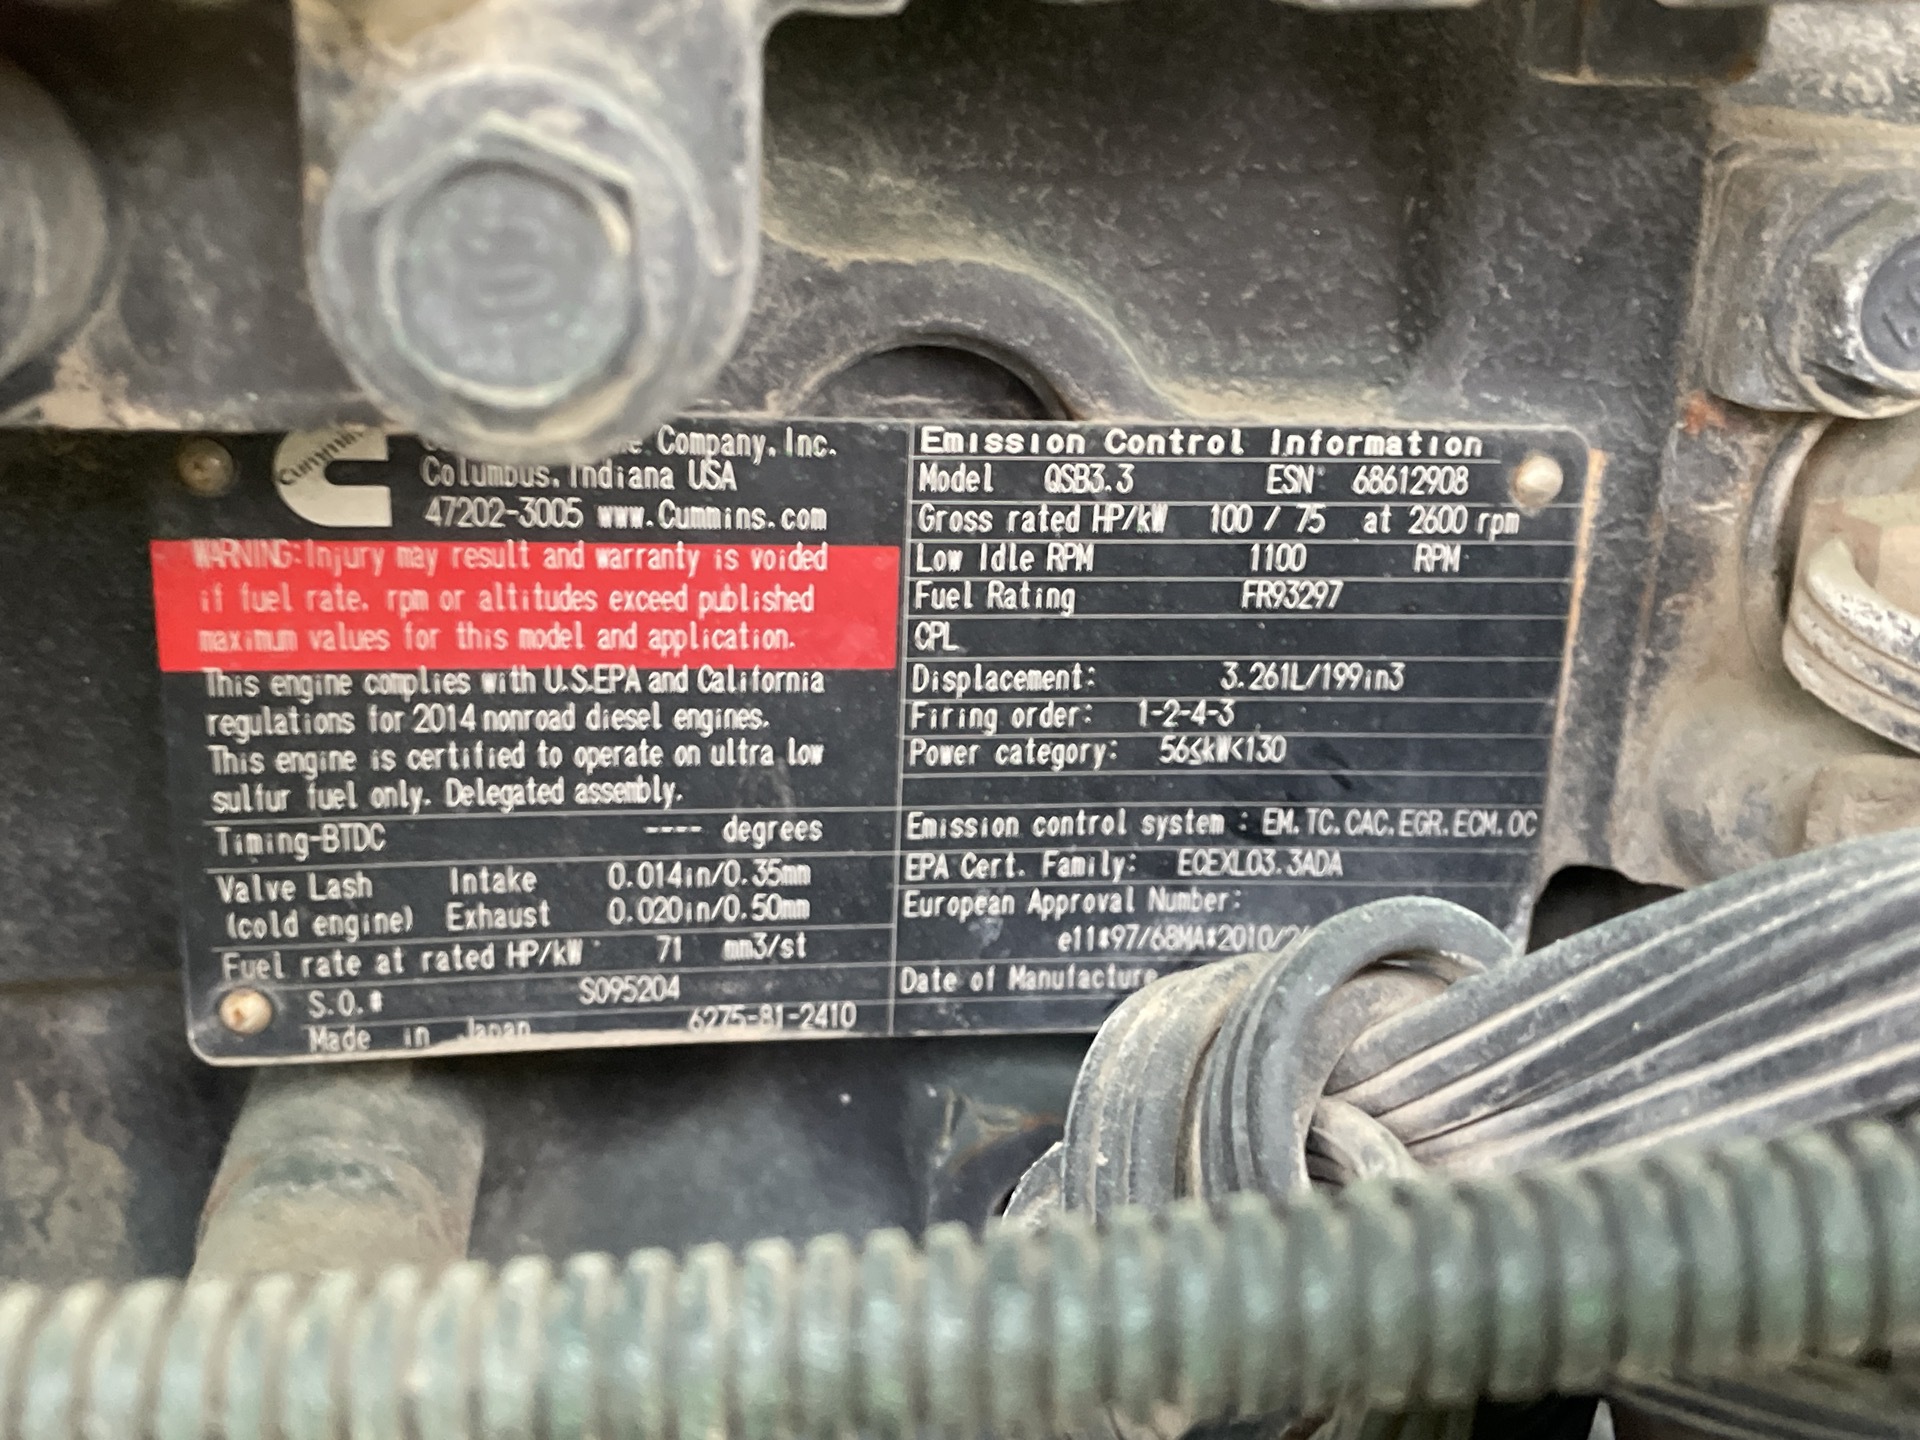 Cummins
Company, Inc.
Columbus, Indiana USA
47202-3005 www.Cummins.com
WARNING: Injury may result and warranty is voided
if fuel rate, rpm or altitudes exceed published
maximum values for this model and application.
This engine complies with U.S.EPA and California
regulations for 2014 nonroad diesel engines.
This engine is certified to operate on ultra low
sulfur fuel only. Delegated assembly.
Timing-BTDC ---- degrees
Valve Lash Intake 0.014in/0.35mm
(cold engine) Exhaust 0.020in/0.50mm
Fuel rate at rated HP/kW 71 mm3/st
S.O.# SO95204
Made in Japan 6275-81-2410
Emission Control Information
Model QSB3.3 ESN 68612908
Gross rated HP/kW 100 / 75 at 2600 rpm
Low Idle RPM 1100 RPM
Fuel Rating FR93297
CPL
Displacement: 3.261L/199in3
Firing order: 1-2-4-3
Power category: 56≤kW<130
Emission control system : EM, TC, CAC, EGR, ECM, OC
EPA Cert. Family: ECEXL03.3ADA
European Approval Number:
e11#97/68MA#2010/26
Date of Manufacture